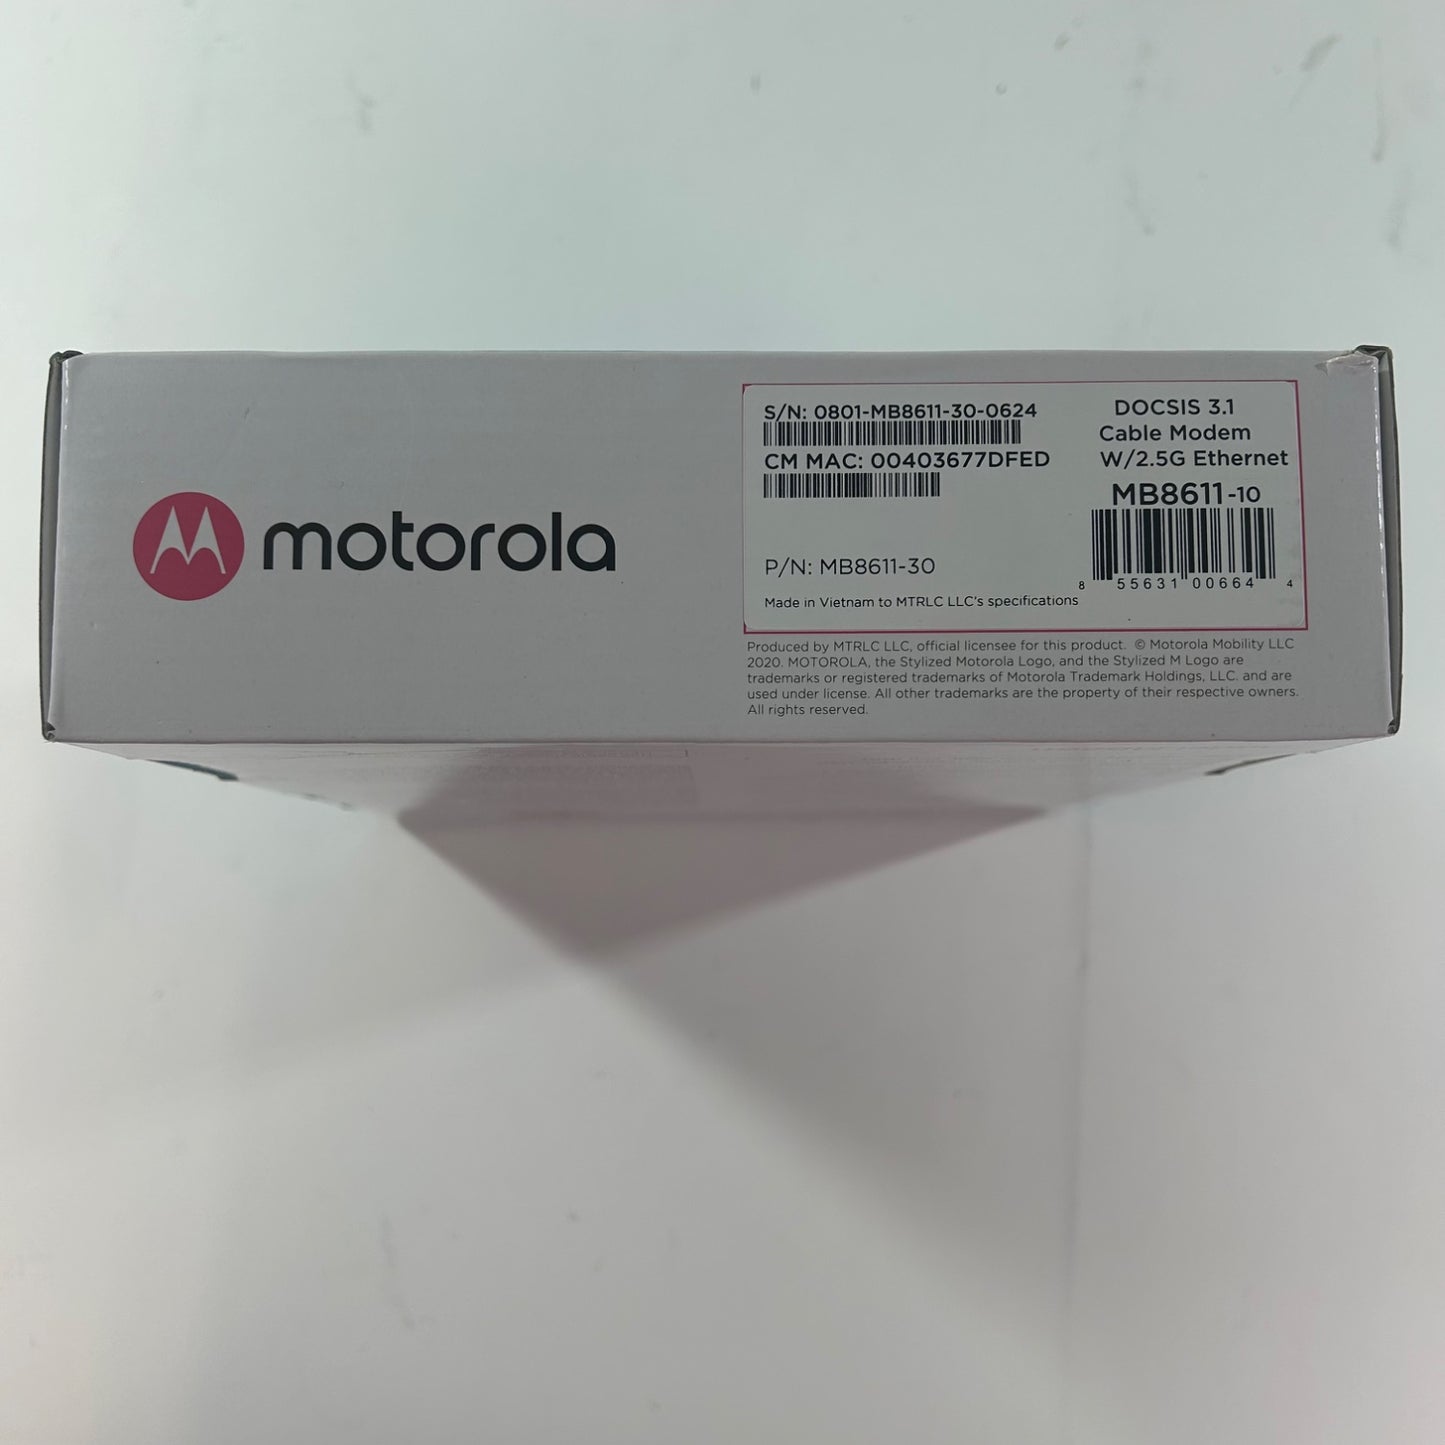 motorola
S/N: 0801-MB8611-30-0624
CM MAC: 00403677DFED
P/N: MB8611-30
Made in Vietnam to MTRLC LLC's specifications
DOCSIS 3.1
Cable Modem
W/2.5G Ethernet
MB8611-10
8 55631 00664 4
Produced by MTRLC LLC, official licensee for this product. © Motorola Mobility LLC
2020. MOTOROLA, the Stylized Motorola Logo, and the Stylized M Logo are
trademarks or registered trademarks of Motorola Trademark Holdings, LLC. and are
used under license. All other trademarks are the property of their respective owners.
All rights reserved.